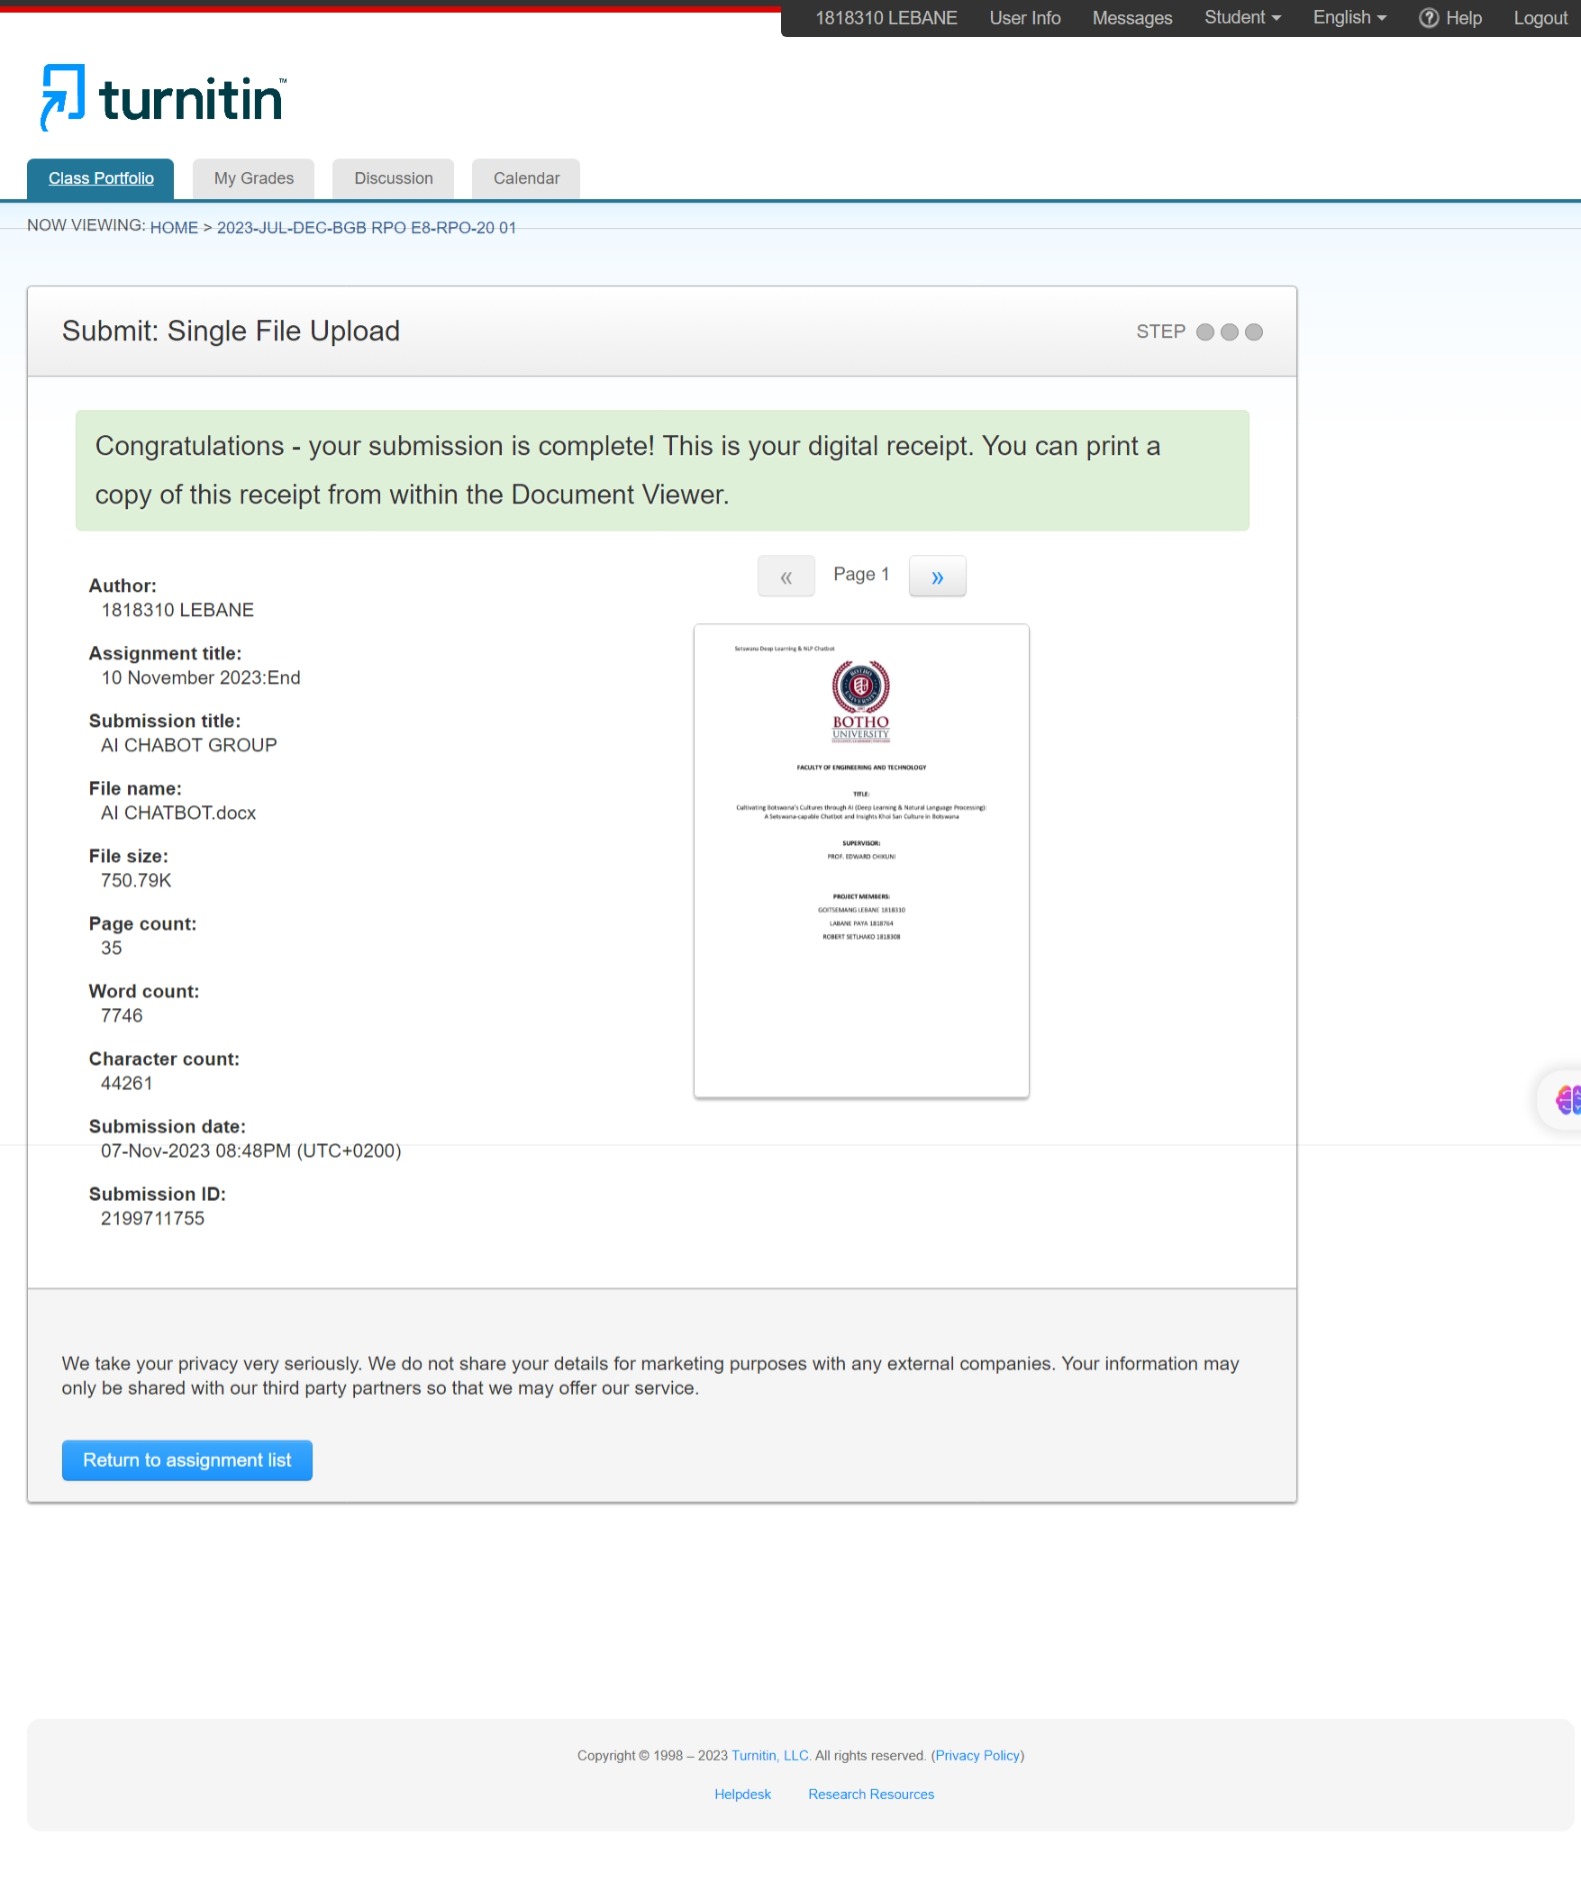 1818310 LEBANE User Info Messages Student English Help Logout
turnitin™
Class Portfolio My Grades Discussion Calendar
NOW VIEWING: HOME > 2023-JUL-DEC-BGB RPO E8-RPO-20 01
Submit: Single File Upload
STEP
Congratulations - your submission is complete! This is your digital receipt. You can print a
copy of this receipt from within the Document Viewer.
Author:
1818310 LEBANE
Assignment title:
10 November 2023:End
Submission title:
AI CHABOT GROUP
File name:
AI CHATBOT.docx
File size:
750.79K
Page count:
35
Word count:
7746
Character count:
44261
Submission date:
07-Nov-2023 08:48PM (UTC+0200)
Submission ID:
2199711755
« Page 1 »
Setswana Deep Learning & NLP Chatbot
BOTHO
UNIVERSITY
FACULTY OF ENGINEERING AND TECHNOLOGY
TITLE:
Cultivating Botswana's Cultures through AI (Deep Learning & Natural Language Processing):
A Setswana-capable Chatbot and Insights Khoi San Culture in Botswana
SUPERVISOR:
PROF. EDWARD CHIKUNI
PROJECT MEMBERS:
GOITSEMANG LEBANE 1818310
LABANE PAYA 1818764
ROBERT SETLHAKO 1818308
We take your privacy very seriously. We do not share your details for marketing purposes with any external companies. Your information may
only be shared with our third party partners so that we may offer our service.
Return to assignment list
Copyright © 1998 – 2023 Turnitin, LLC. All rights reserved. (Privacy Policy)
Helpdesk Research Resources